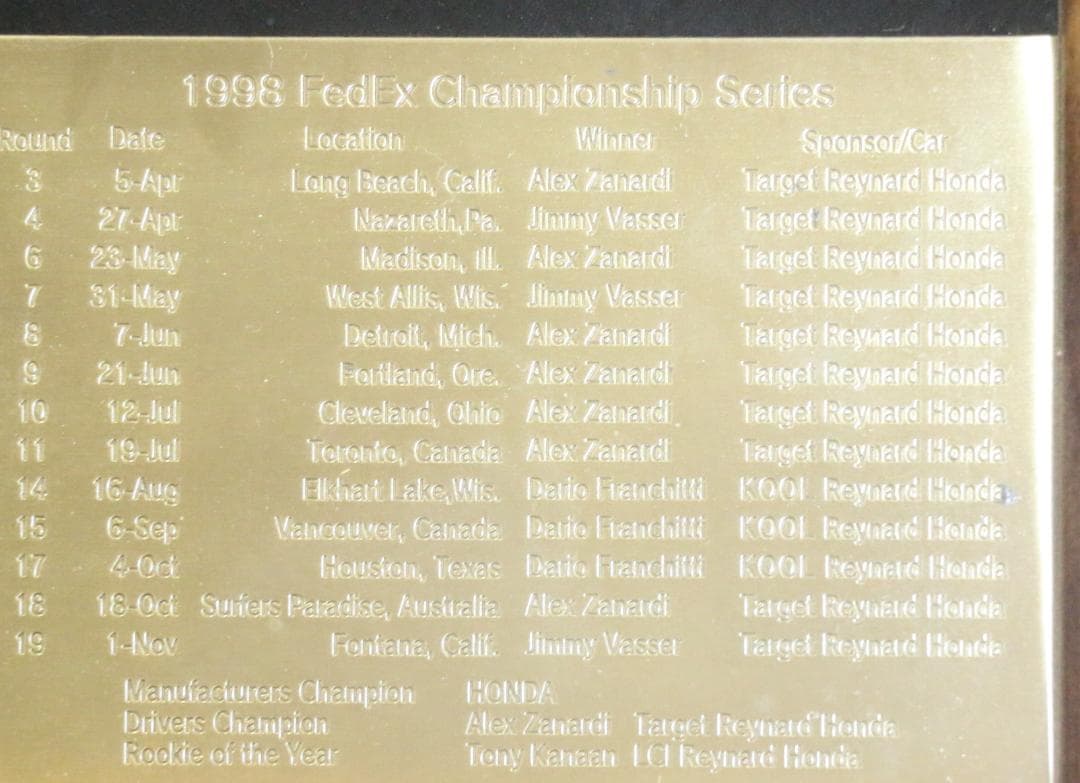 1998 FedEx Championship Series
Round Date Location Winner Sponsor/Car
3 5-Apr Long Beach, Calif. Alex Zanardi Target Reynard Honda
4 27-Apr Nazareth,Pa. Jimmy Vasser Target Reynard Honda
6 23-May Madison, Ill. Alex Zanardi Target Reynard Honda
7 31-May West Allis, Wis. Jimmy Vasser Target Reynard Honda
8 7-Jun Detroit, Mich. Alex Zanardi Target Reynard Honda
9 21-Jun Portland, Ore. Alex Zanardi Target Reynard Honda
10 12-Jul Cleveland, Ohio Alex Zanardi Target Reynard Honda
11 19-Jul Toronto, Canada Alex Zanardi Target Reynard Honda
14 16-Aug Elkhart Lake,Wis. Dario Franchitti KOOL Reynard Honda
15 6-Sep Vancouver, Canada Dario Franchitti KOOL Reynard Honda
17 4-Oct Houston, Texas Dario Franchitti KOOL Reynard Honda
18 18-Oct Surfers Paradise, Australia Alex Zanardi Target Reynard Honda
19 1-Nov Fontana, Calif. Jimmy Vasser Target Reynard Honda
Manufacturers Champion HONDA
Drivers Champion Alex Zanardi Target Reynard Honda
Rookie of the Year Tony Kanaan LCI Reynard Honda